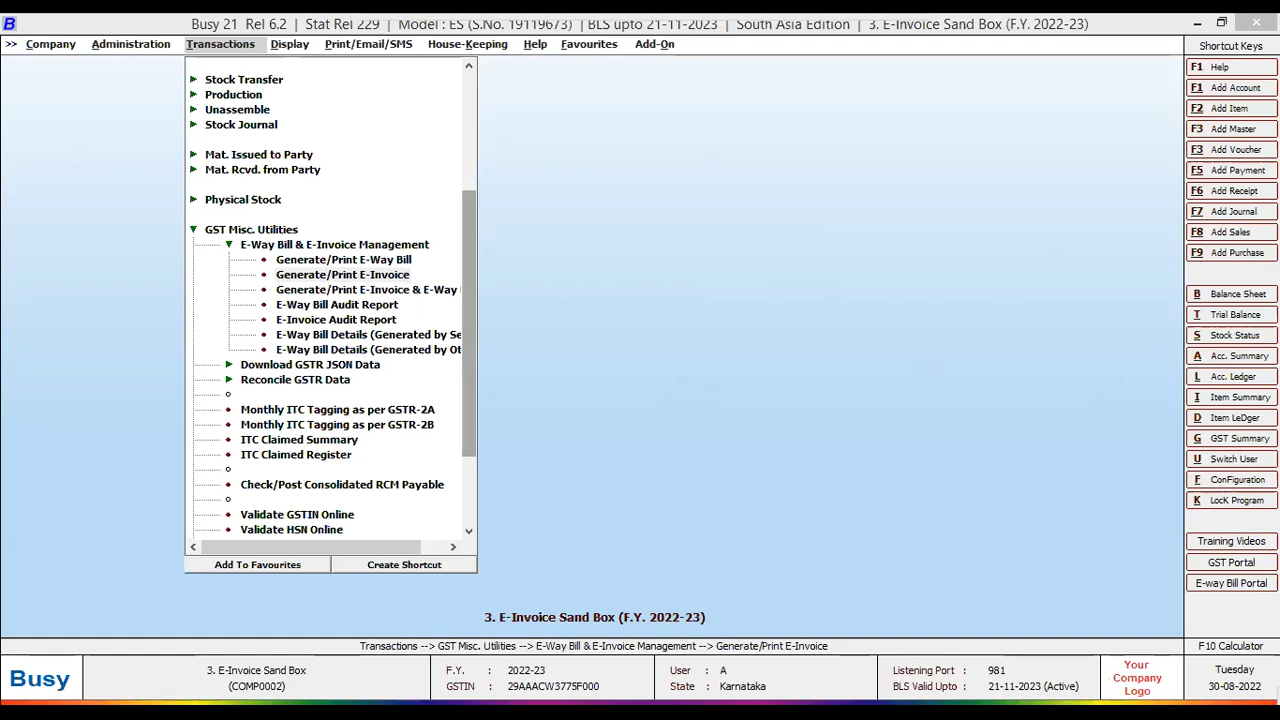 B Busy 21 Rel 6.2 | Stat Rel 229 | Model : ES (S.No. 19119673) | BLS upto 21-11-2023 | South Asia Edition | 3. E-Invoice Sand Box (F.Y. 2022-23)
>> Company Administration Transactions Display Print/Email/SMS House-Keeping Help Favourites Add-On
Stock Transfer
Production
Unassemble
Stock Journal
Mat. Issued to Party
Mat. Rcvd. from Party
Physical Stock
GST Misc. Utilities
E-Way Bill & E-Invoice Management
Generate/Print E-Way Bill
Generate/Print E-Invoice
Generate/Print E-Invoice & E-Way
E-Way Bill Audit Report
E-Invoice Audit Report
E-Way Bill Details (Generated by Se
E-Way Bill Details (Generated by Ot
Download GSTR JSON Data
Reconcile GSTR Data
Monthly ITC Tagging as per GSTR-2A
Monthly ITC Tagging as per GSTR-2B
ITC Claimed Summary
ITC Claimed Register
Check/Post Consolidated RCM Payable
Validate GSTIN Online
Validate HSN Online
Add To Favourites Create Shortcut
3. E-Invoice Sand Box (F.Y. 2022-23)
Shortcut Keys
F1 Help
F1 Add Account
F2 Add Item
F3 Add Master
F3 Add Voucher
F5 Add Payment
F6 Add Receipt
F7 Add Journal
F8 Add Sales
F9 Add Purchase
B Balance Sheet
T Trial Balance
S Stock Status
A Acc. Summary
L Acc. Ledger
I Item Summary
D Item LeDger
G GST Summary
U Switch User
F ConFiguration
K LocK Program
Training Videos
GST Portal
E-way Bill Portal
Transactions --> GST Misc. Utilities --> E-Way Bill & E-Invoice Management --> Generate/Print E-Invoice
F10 Calculator
Busy
3. E-Invoice Sand Box
(COMP0002)
F.Y. : 2022-23
GSTIN : 29AAACW3775F000
User : A
State : Karnataka
Listening Port : 981
BLS Valid Upto : 21-11-2023 (Active)
Your
Company
Logo
Tuesday
30-08-2022